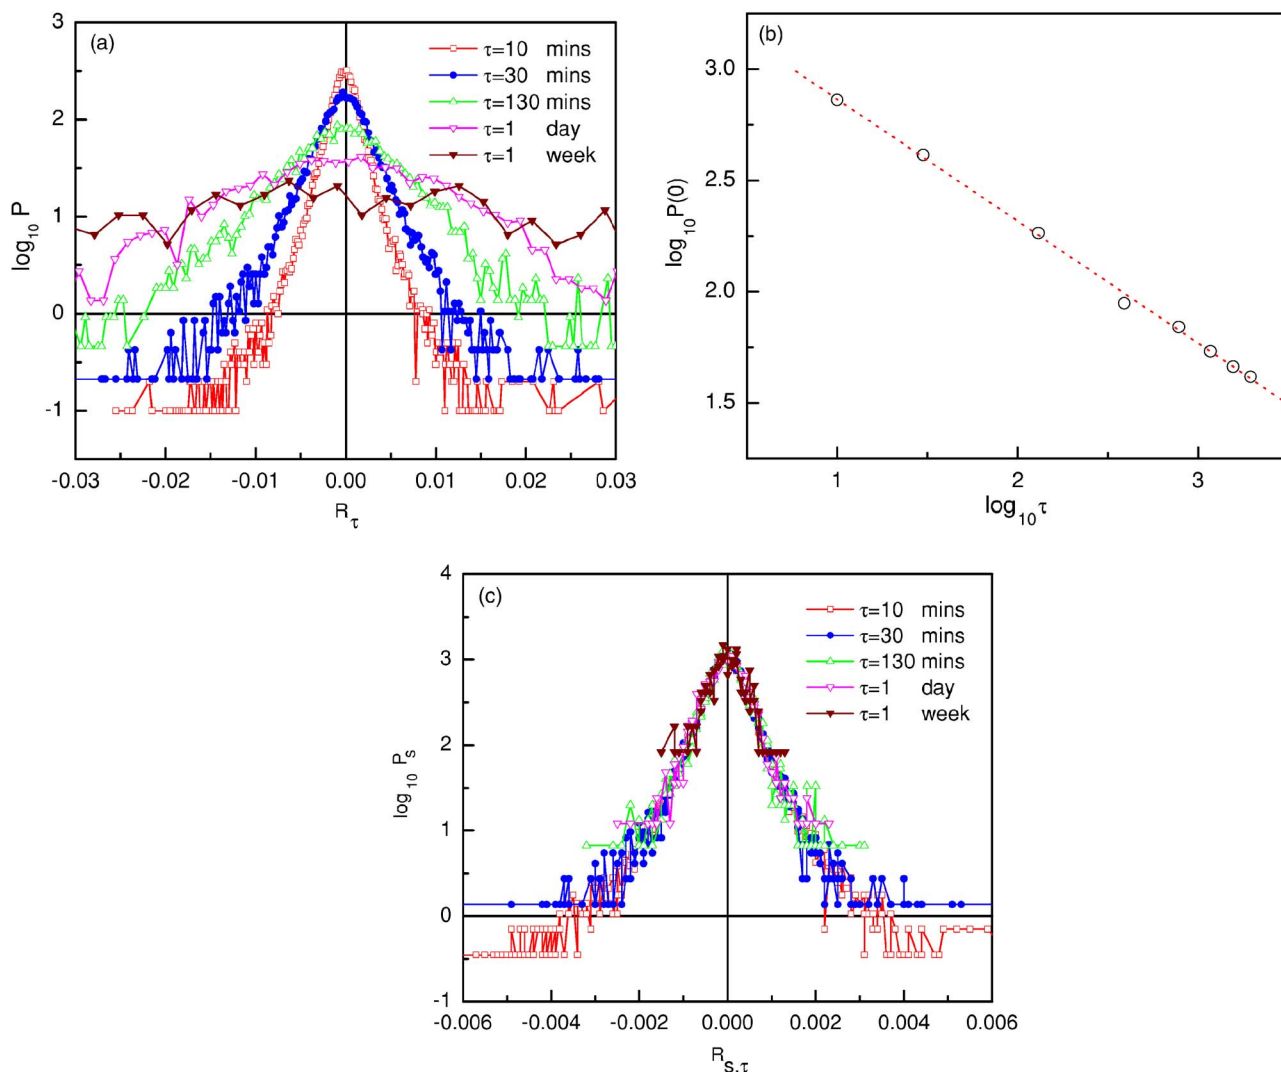 (a)
τ=10 mins
τ=30 mins
τ=130 mins
τ=1 day
τ=1 week
3
2
1
0
-1
log₁₀ P
-0.03 -0.02 -0.01 0.00 0.01 0.02 0.03
R_τ
(b)
3.0
2.5
2.0
1.5
log₁₀ P(0)
1 2 3
log₁₀ τ
(c)
τ=10 mins
τ=30 mins
τ=130 mins
τ=1 day
τ=1 week
4
3
2
1
0
-1
log₁₀ P_s
-0.006 -0.004 -0.002 0.000 0.002 0.004 0.006
R_S,τ